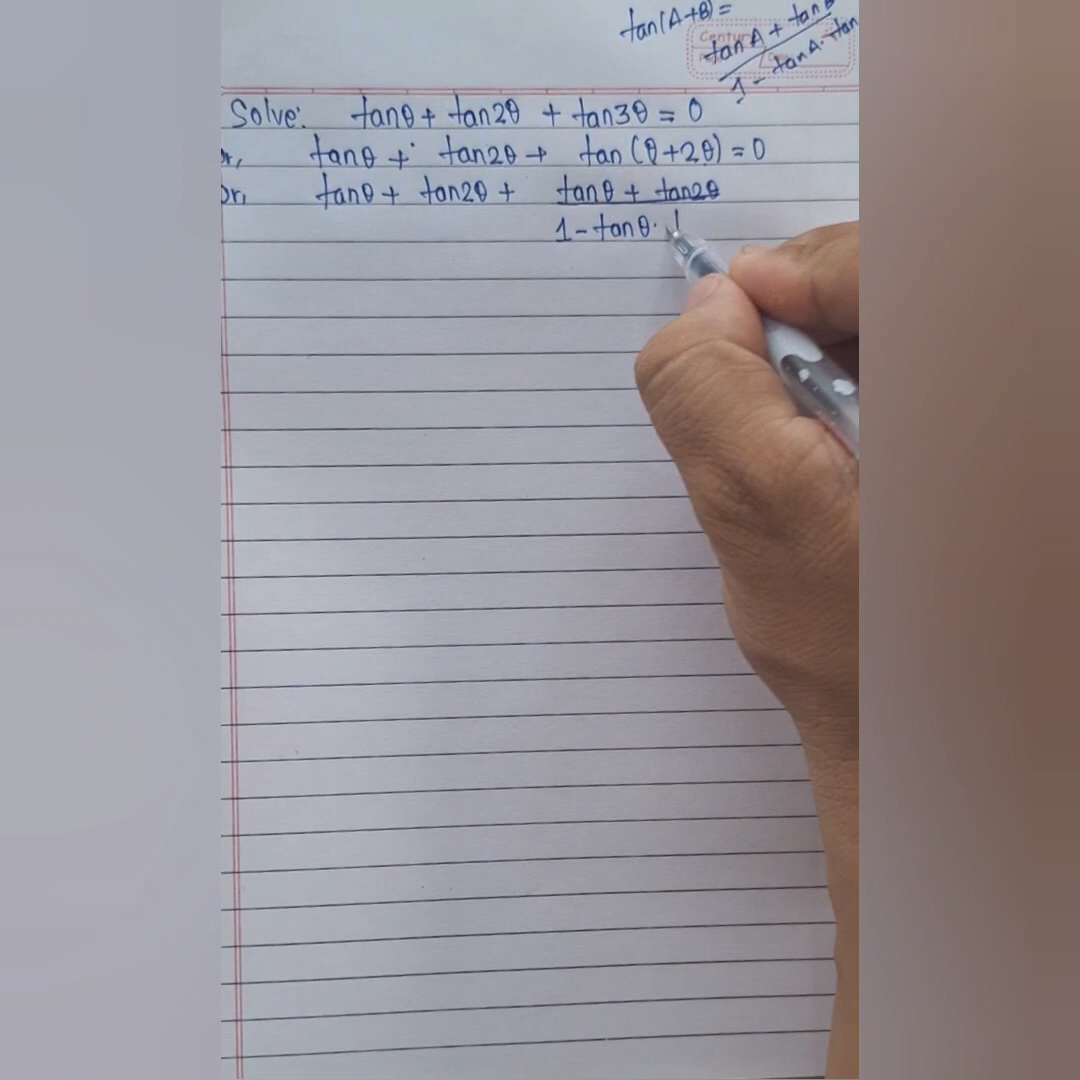 tan(A+B) =
tanA + tanB
1 - tanA. tan
Solve: tanθ + tan2θ + tan3θ = 0
tanθ + tan2θ + tan (θ+2θ) = 0
or, tanθ + tan2θ + tanθ + tan2θ
1 - tanθ.